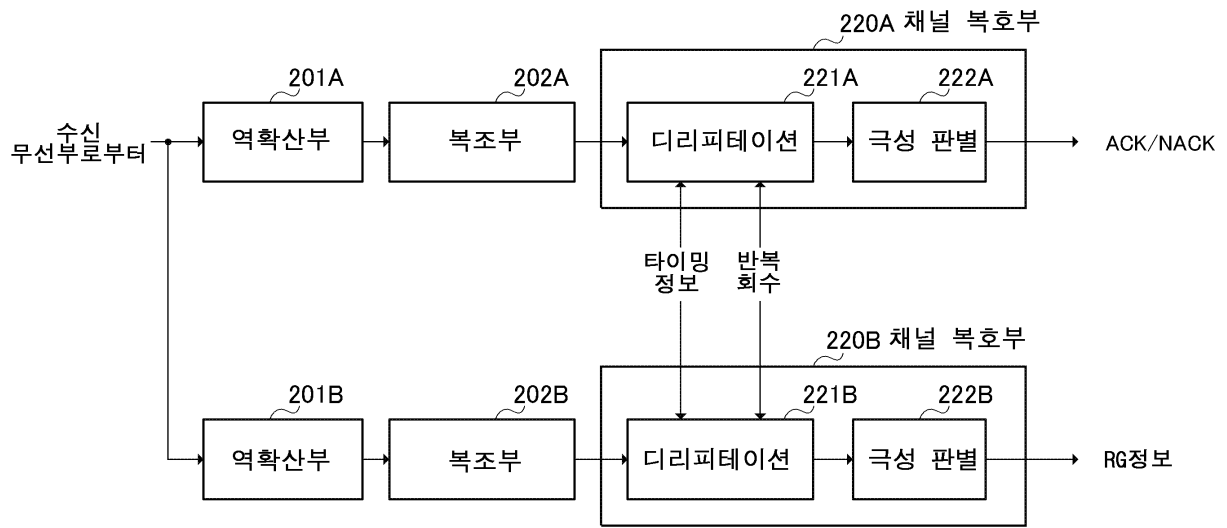 220A 채널 복호부
201A
202A
221A
222A
수신
무선부로부터
역확산부
복조부
디리피테이션
극성 판별
ACK/NACK
타이밍
정보
반복
회수
220B 채널 복호부
201B
202B
221B
222B
역확산부
복조부
디리피테이션
극성 판별
RG정보